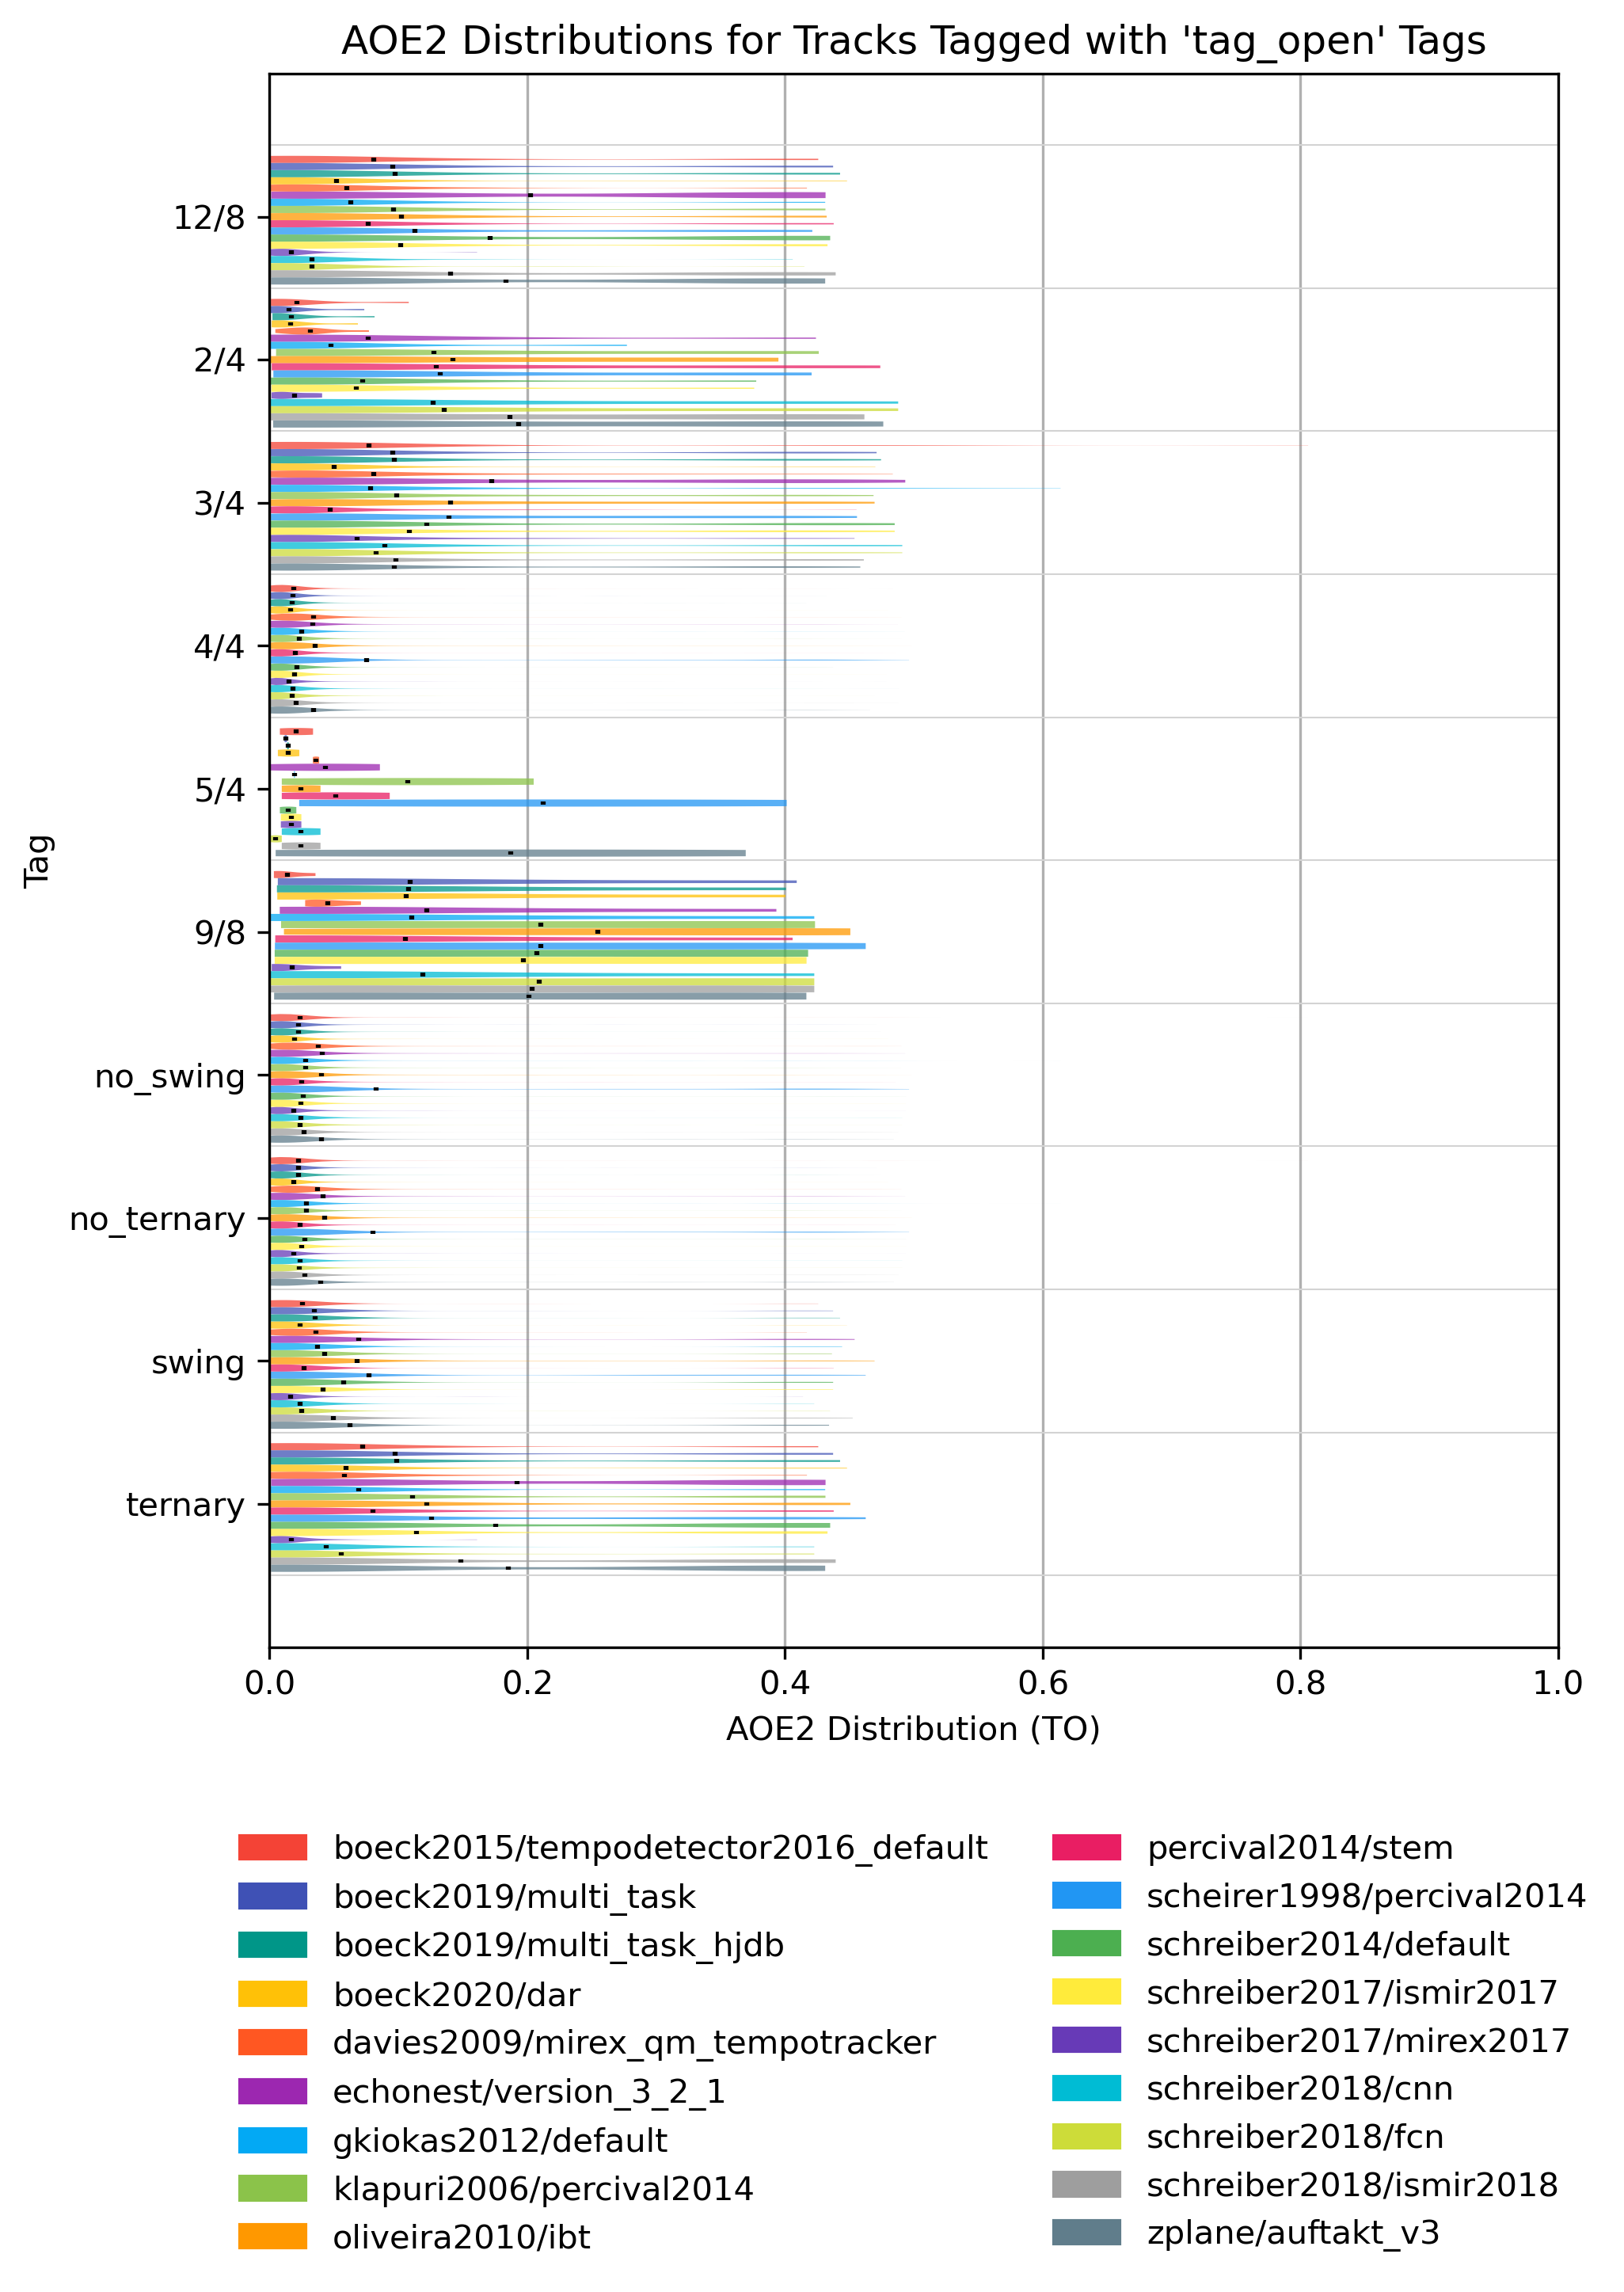 AOE2 Distributions for Tracks Tagged with 'tag_open' Tags
Tag
12/8
2/4
3/4
4/4
5/4
9/8
no_swing
no_ternary
swing
ternary
0.0 0.2 0.4 0.6 0.8 1.0
AOE2 Distribution (TO)
boeck2015/tempodetector2016_default
boeck2019/multi_task
boeck2019/multi_task_hjdb
boeck2020/dar
davies2009/mirex_qm_tempotracker
echonest/version_3_2_1
gkiokas2012/default
klapuri2006/percival2014
oliveira2010/ibt
percival2014/stem
scheirer1998/percival2014
schreiber2014/default
schreiber2017/ismir2017
schreiber2017/mirex2017
schreiber2018/cnn
schreiber2018/fcn
schreiber2018/ismir2018
zplane/auftakt_v3